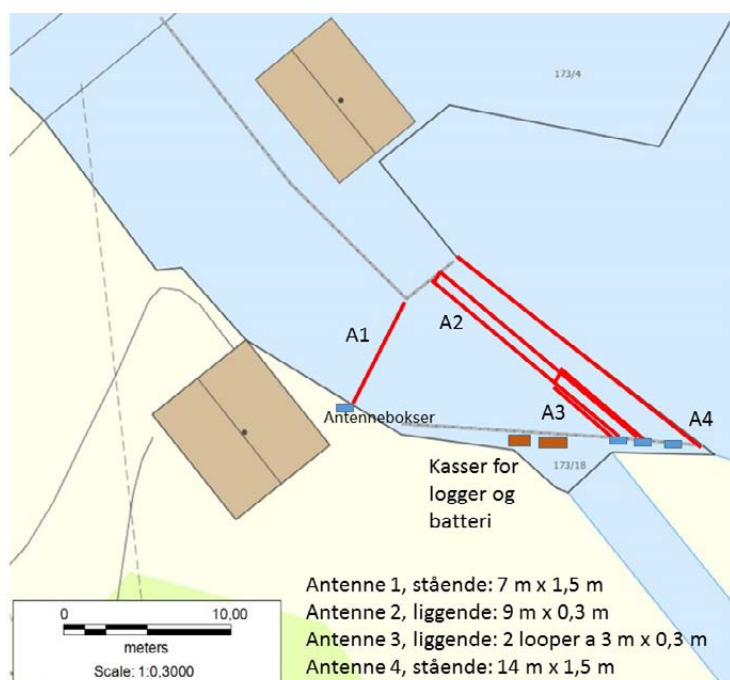 173/4
A1
A2
Antennebokser
A3
A4
Kasser for
logger og
batteri
173/18
Antenne 1, stående: 7 m x 1,5 m
Antenne 2, liggende: 9 m x 0,3 m
Antenne 3, liggende: 2 looper a 3 m x 0,3 m
Antenne 4, stående: 14 m x 1,5 m
0 10,00
meters
Scale: 1:0,3000